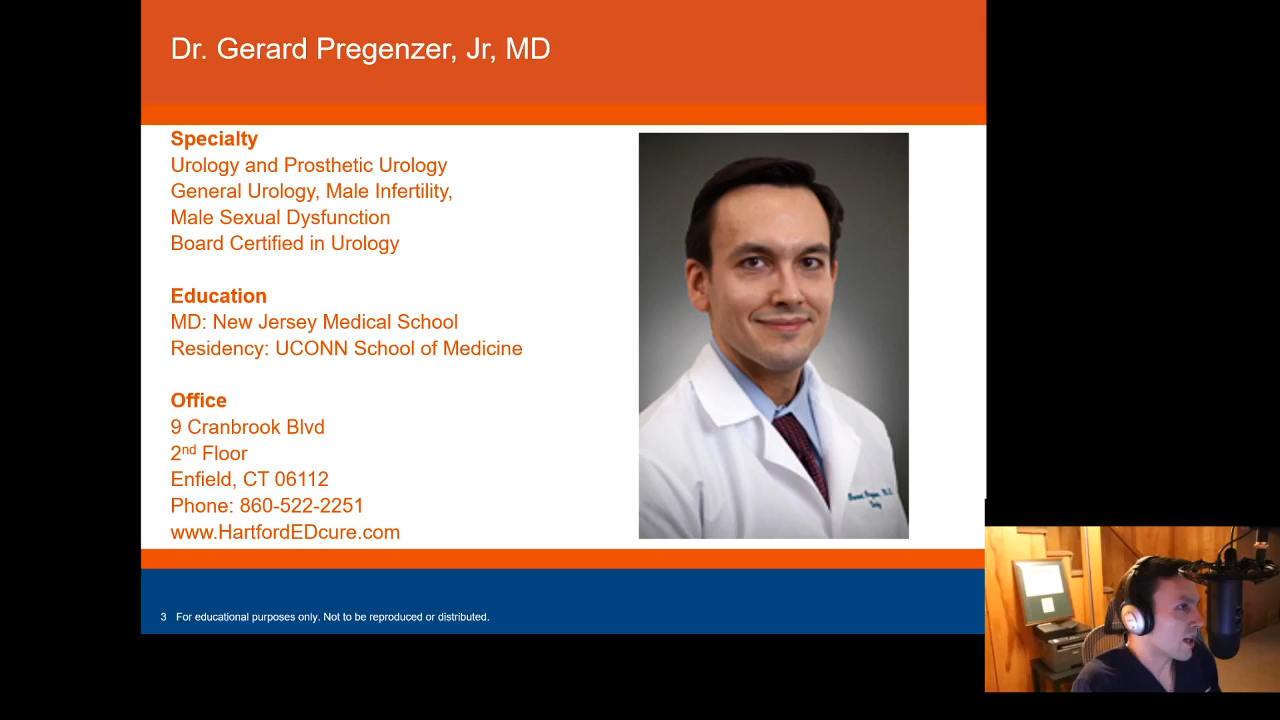 Dr. Gerard Pregenzer, Jr, MD
Specialty
Urology and Prosthetic Urology
General Urology, Male Infertility,
Male Sexual Dysfunction
Board Certified in Urology
Education
MD: New Jersey Medical School
Residency: UCONN School of Medicine
Office
9 Cranbrook Blvd
2nd Floor
Enfield, CT 06112
Phone: 860-522-2251
www.HartfordEDcure.com
3 For educational purposes only. Not to be reproduced or distributed.